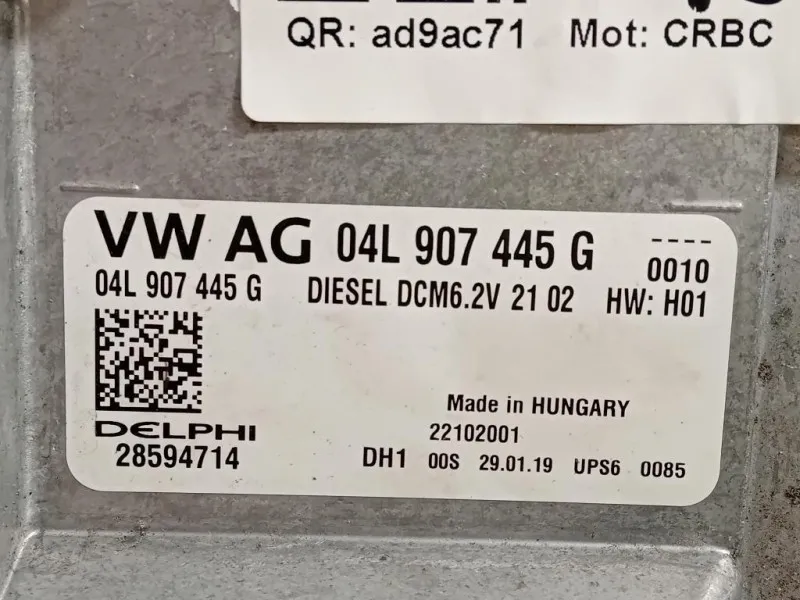 QR: ad9ac71 Mot: CRBC
VW AG 04L 907 445 G ----
0010
04L 907 445 G DIESEL DCM6.2V 21 02 HW: H01
Made in HUNGARY
DELPHI 22102001
28594714 DH1 00S 29.01.19 UPS6 0085